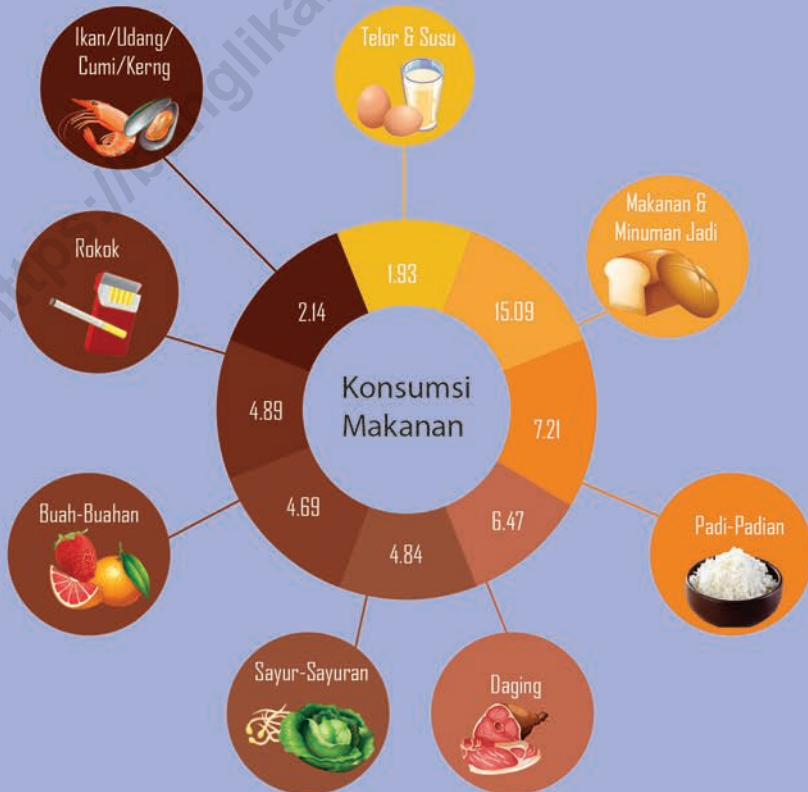 Ikan/Udang/
Cumi/Kerng
Telor & Susu
Makanan &
Minuman Jadi
Rokok
1.93
15.09
2.14
Konsumsi
Makanan
4.89
7.21
4.69
6.47
4.84
Buah-Buahan
Padi-Padian
Sayur-Sayuran
Daging